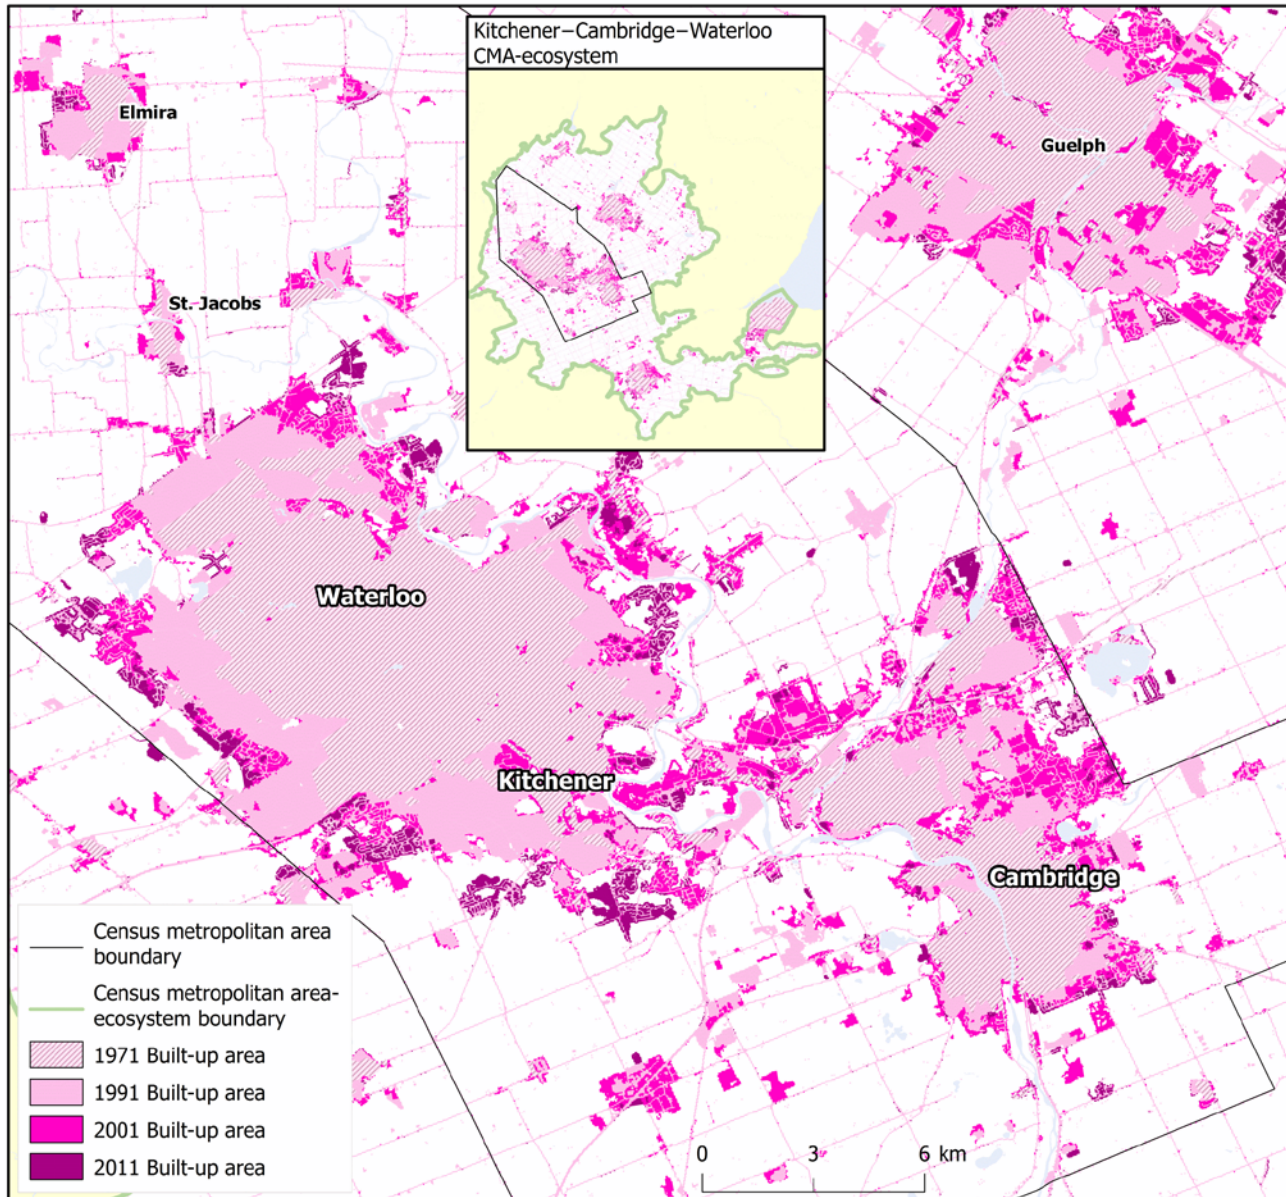 Kitchener–Cambridge–Waterloo
CMA-ecosystem
Elmira
Guelph
St. Jacobs
Waterloo
Kitchener
Cambridge
Census metropolitan area
boundary
Census metropolitan area-
ecosystem boundary
1971 Built-up area
1991 Built-up area
2001 Built-up area
2011 Built-up area
0 3 6 km